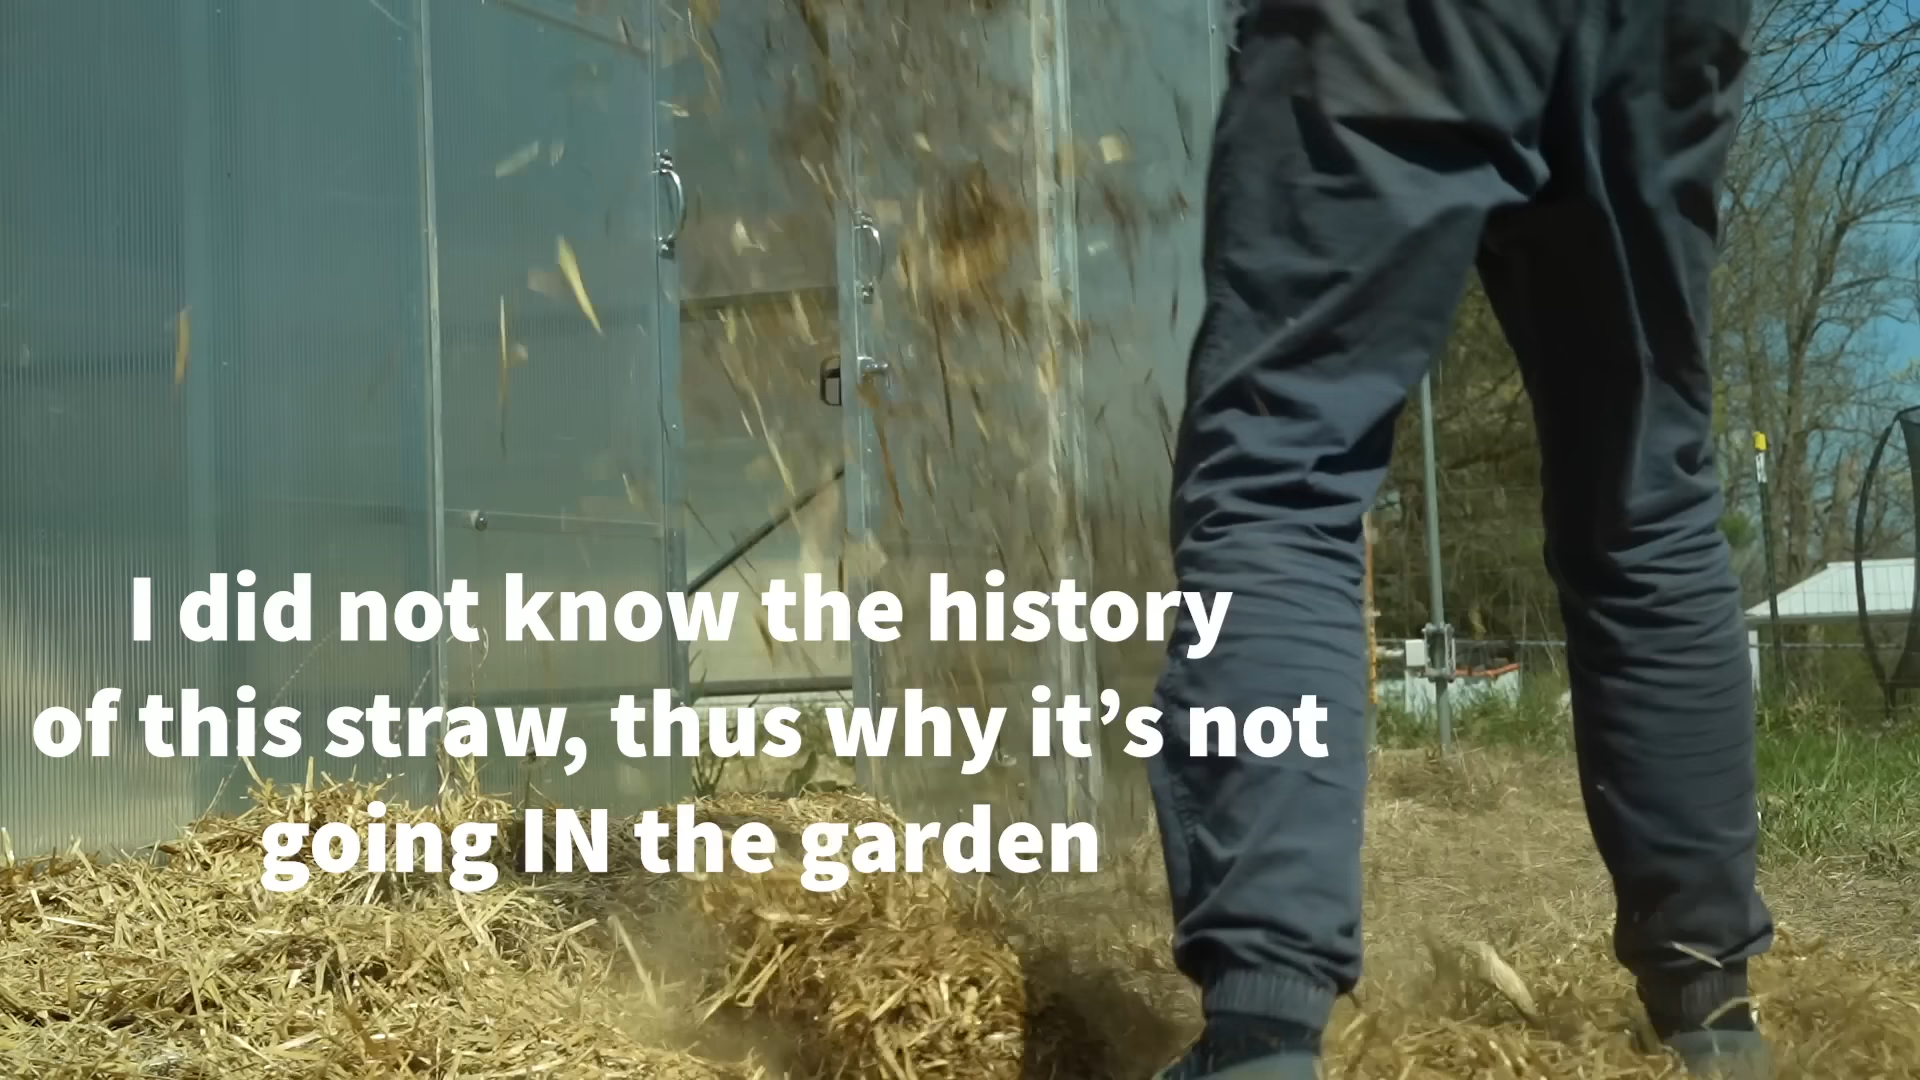 I did not know the history
of this straw, thus why it’s not
going IN the garden